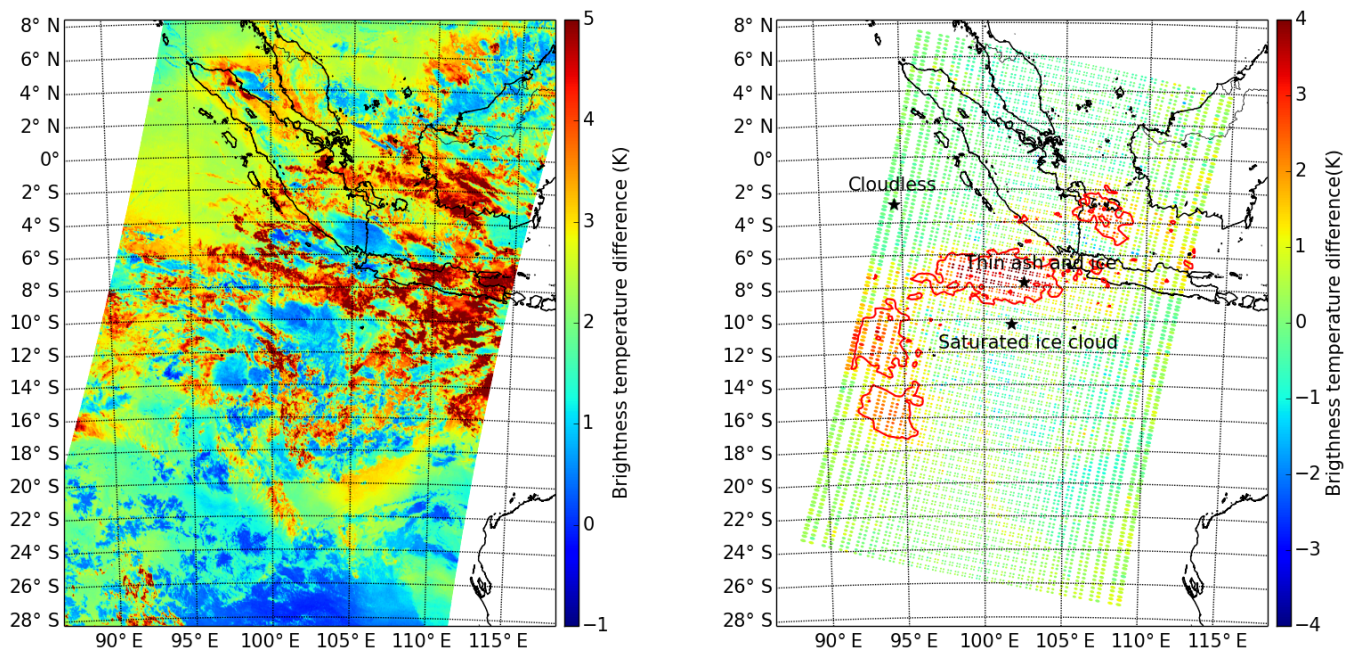 8° N
6° N
4° N
2° N
0°
2° S
4° S
6° S
8° S
10° S
12° S
14° S
16° S
18° S
20° S
22° S
24° S
26° S
28° S
90° E
95° E
100° E
105° E
110° E
115° E
5
4
3
2
1
0
−1
Brightness temperature difference (K)
8° N
6° N
4° N
2° N
0°
2° S
4° S
6° S
8° S
10° S
12° S
14° S
16° S
18° S
20° S
22° S
24° S
26° S
28° S
90° E
95° E
100° E
105° E
110° E
115° E
Cloudless
Thin ash and ice
Saturated ice cloud
4
3
2
1
0
−1
−2
−3
−4
Brigthness temperature difference(K)